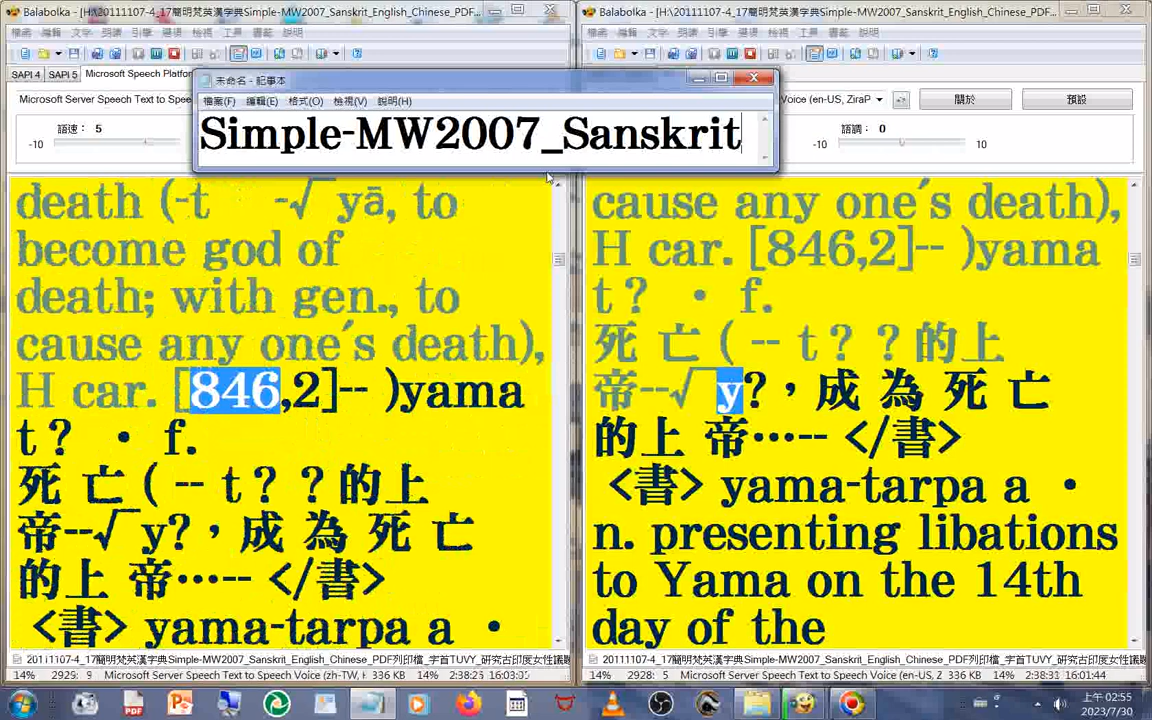 Balabolka - [H:\20111107-4_17簡明梵英漢字典Simple-MW2007_Sanskrit_English_Chinese_PDF...
Balabolka - [H:\20111107-4_17簡明梵英漢字典Simple-MW2007_Sanskrit_English_Chinese_PDF...
SAPI 4 SAPI 5 Microsoft Speech Platfo
未命名 - 記事本
檔案(F) 編輯(E) 格式(O) 檢視(V) 說明(H)
Simple-MW2007_Sanskrit
Microsoft Server Speech Text to Spee
Voice (en-US, ZiraP
關於
預設
語速: 5
-10
語調: 0
-10 10
death (-t -√ yā, to
become god of
death; with gen., to
cause any one's death),
H car. [846,2]-- )yama
t? • f.
死 亡 ( -- t? ?的上
帝--√ y?，成 為 死 亡
的上 帝…-- </書>
<書> yama-tarpa a •
cause any one's death),
H car. [846,2]-- )yama
t? • f.
死 亡 ( -- t? ?的上
帝--√ y?，成 為 死 亡
的上 帝…-- </書>
<書> yama-tarpa a •
n. presenting libations
to Yama on the 14th
day of the
20111107-4_17簡明梵英漢字典Simple-MW2007_Sanskrit_English_Chinese_PDF列印檔_字首TUVY_研究古印度女性議題
20111107-4_17簡明梵英漢字典Simple-MW2007_Sanskrit_English_Chinese_PDF列印檔_字首TUVY_研究古印度女性議題
14% 2929: 9 Microsoft Server Speech Text to Speech Voice (zh-TW, H 336 KB 2:38:25 16:03:0
14% 2928: 5 Microsoft Server Speech Text to Speech Voice (en-US, Z 336 KB 2:38:31 16:01:44
上午 02:55
2023/7/30